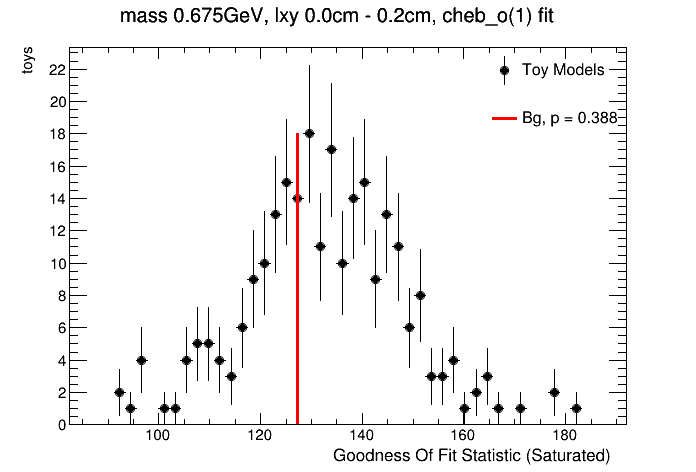 mass 0.675GeV, lxy 0.0cm - 0.2cm, cheb_o(1) fit
toys
22
20
18
16
14
12
10
8
6
4
2
0
Toy Models
Bg, p = 0.388
100 120 140 160 180
Goodness Of Fit Statistic (Saturated)